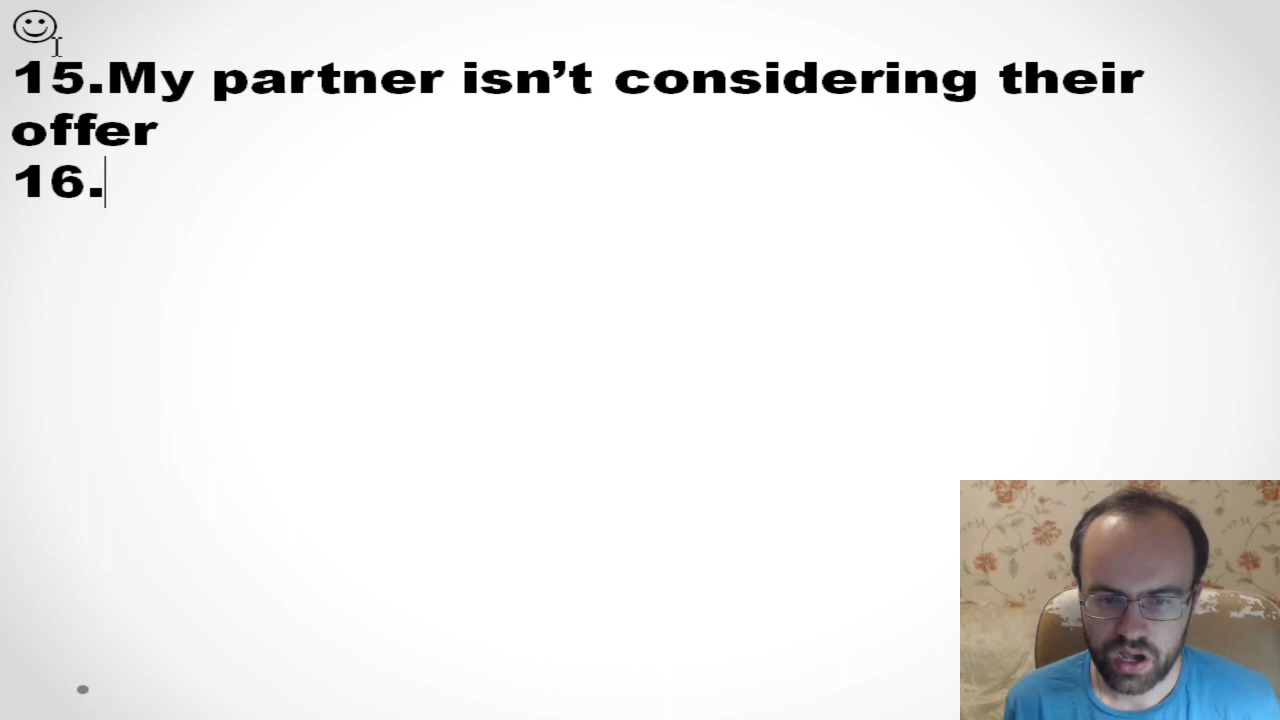 15.My partner isn’t considering their
offer
16.